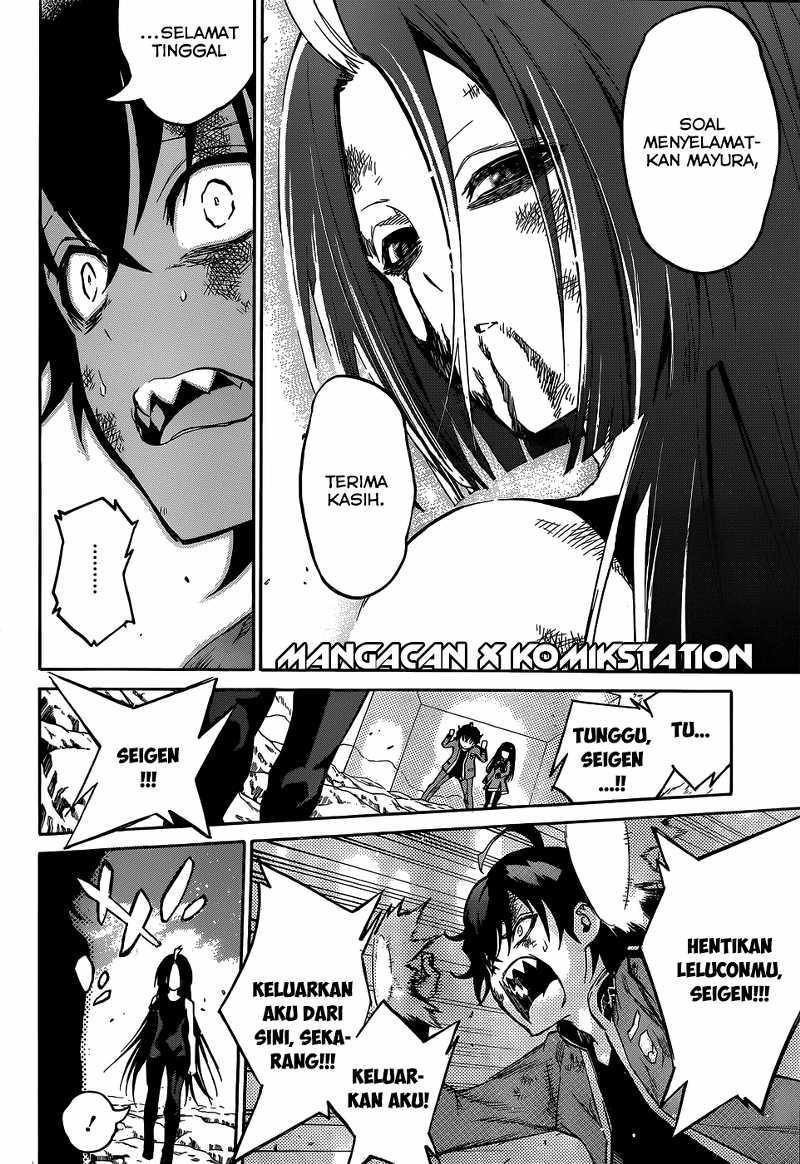 SOAL
MENYELAMAT-
KAN MAYURA,
TERIMA
KASIH.
...SELAMAT
TINGGAL
.........
MANGACAN X KOMIKSTATION
TU...
TUNGGU,
SEIGEN
...!!
SEIGEN
!!!
HENTIKAN
LELUCONMU,
SEIGEN!!!
KELUARKAN
AKU DARI
SINI, SEKA-
RANG!!!
KELUAR-
KAN AKU!
!